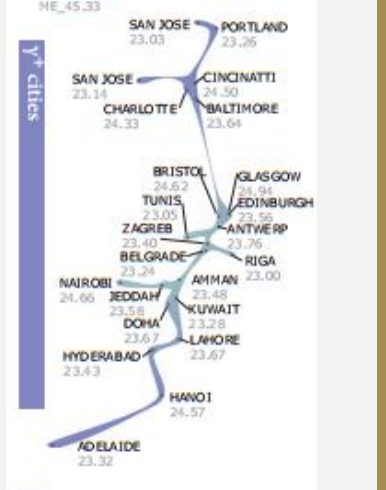 ME_45.33
SAN JOSE
23.03
PORTLAND
23.26
γ+ cities
SAN JOSE
23.14
CINCINATTI
24.50
CHARLOTTE
24.33
BALTIMORE
23.64
BRISTOL
24.62
GLASGOW
24.94
EDINBURGH
23.56
TUNIS
23.05
ANTWERP
23.76
ZAGREB
23.40
BELGRADE
23.24
RIGA
23.00
NAIROBI
24.66
AMMAN
23.48
JEDDAH
23.58
KUWAIT
23.28
DOHA
23.67
LAHORE
23.67
HYDERABAD
23.43
HANOI
24.57
ADELAIDE
23.32